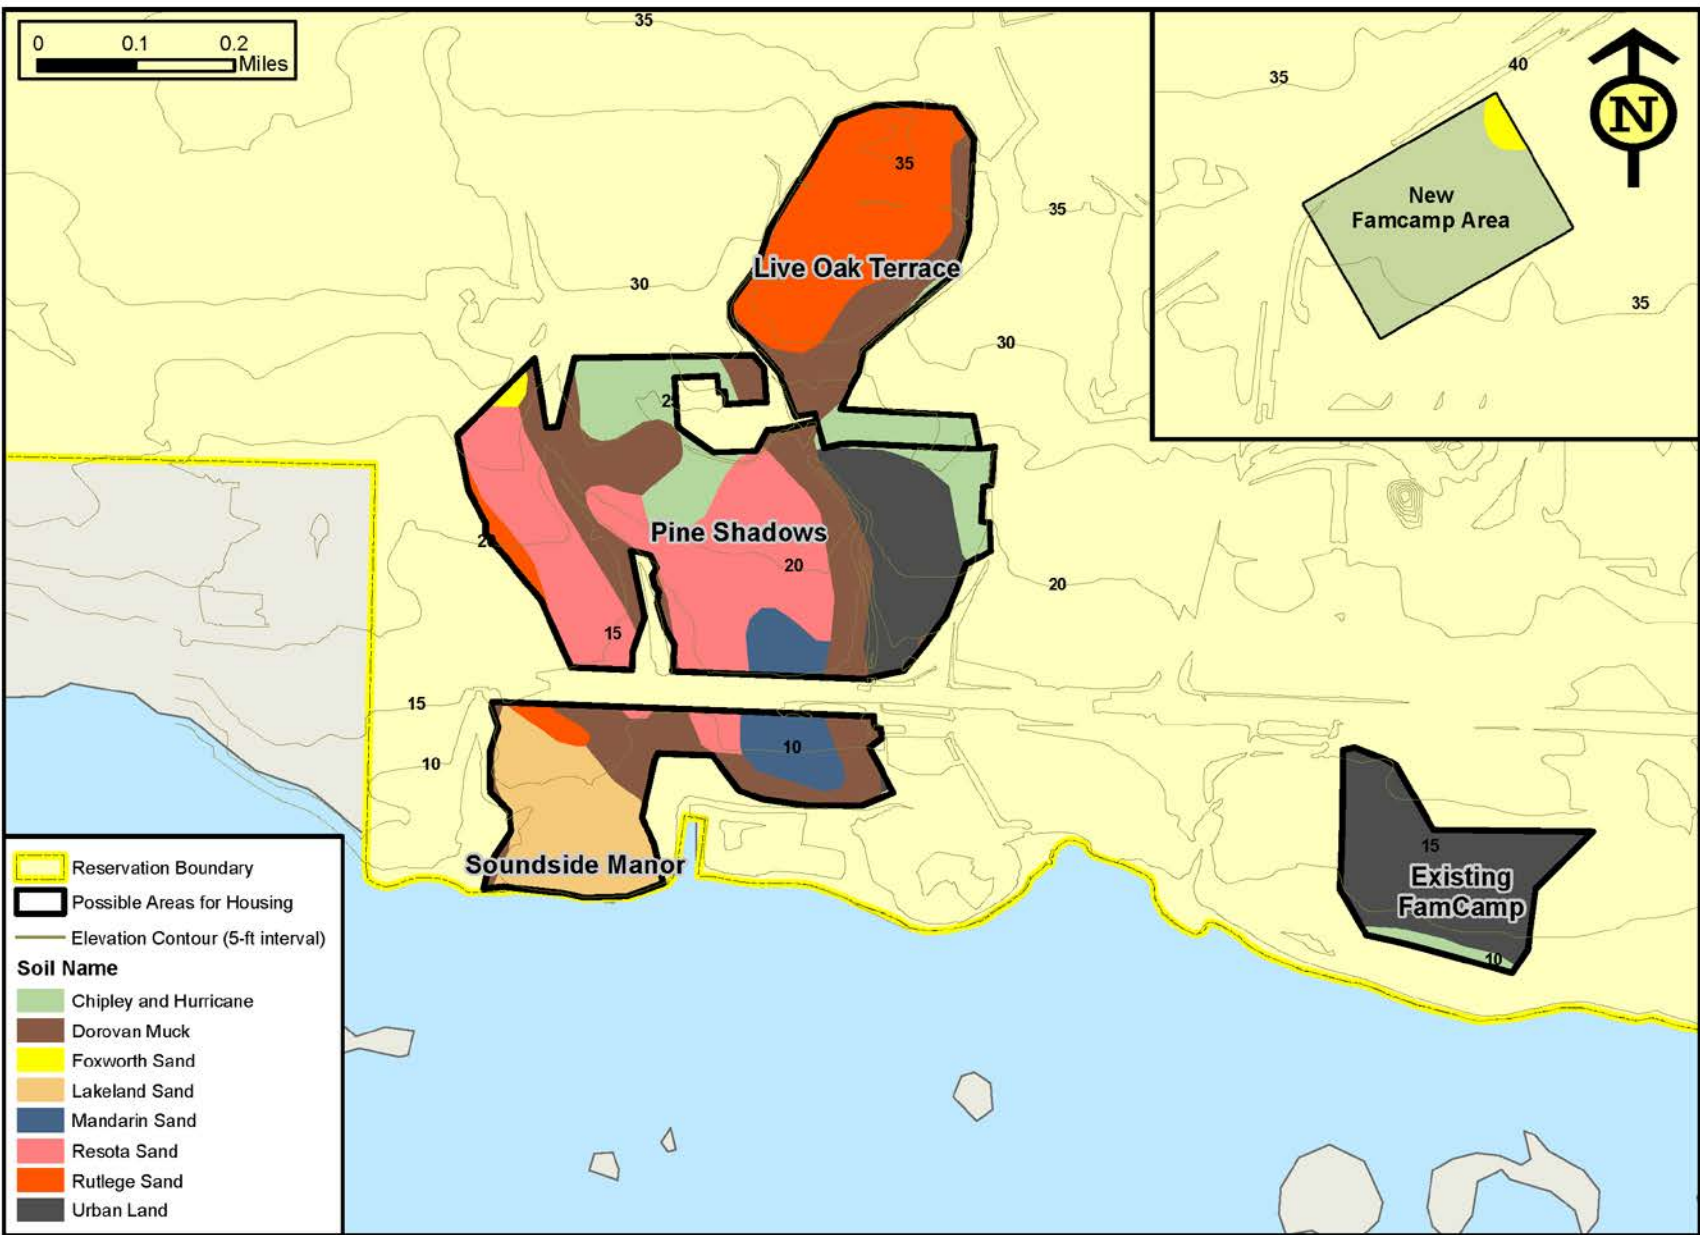 0 0.1 0.2
Miles
35
35
40
N
New
Famcamp Area
35
35
Live Oak Terrace
35
30
30
25
Pine Shadows
20
20
20
15
15
10
10
Soundside Manor
15
Existing
FamCamp
10
Reservation Boundary
Possible Areas for Housing
Elevation Contour (5-ft interval)
Soil Name
Chipley and Hurricane
Dorovan Muck
Foxworth Sand
Lakeland Sand
Mandarin Sand
Resota Sand
Rutlege Sand
Urban Land